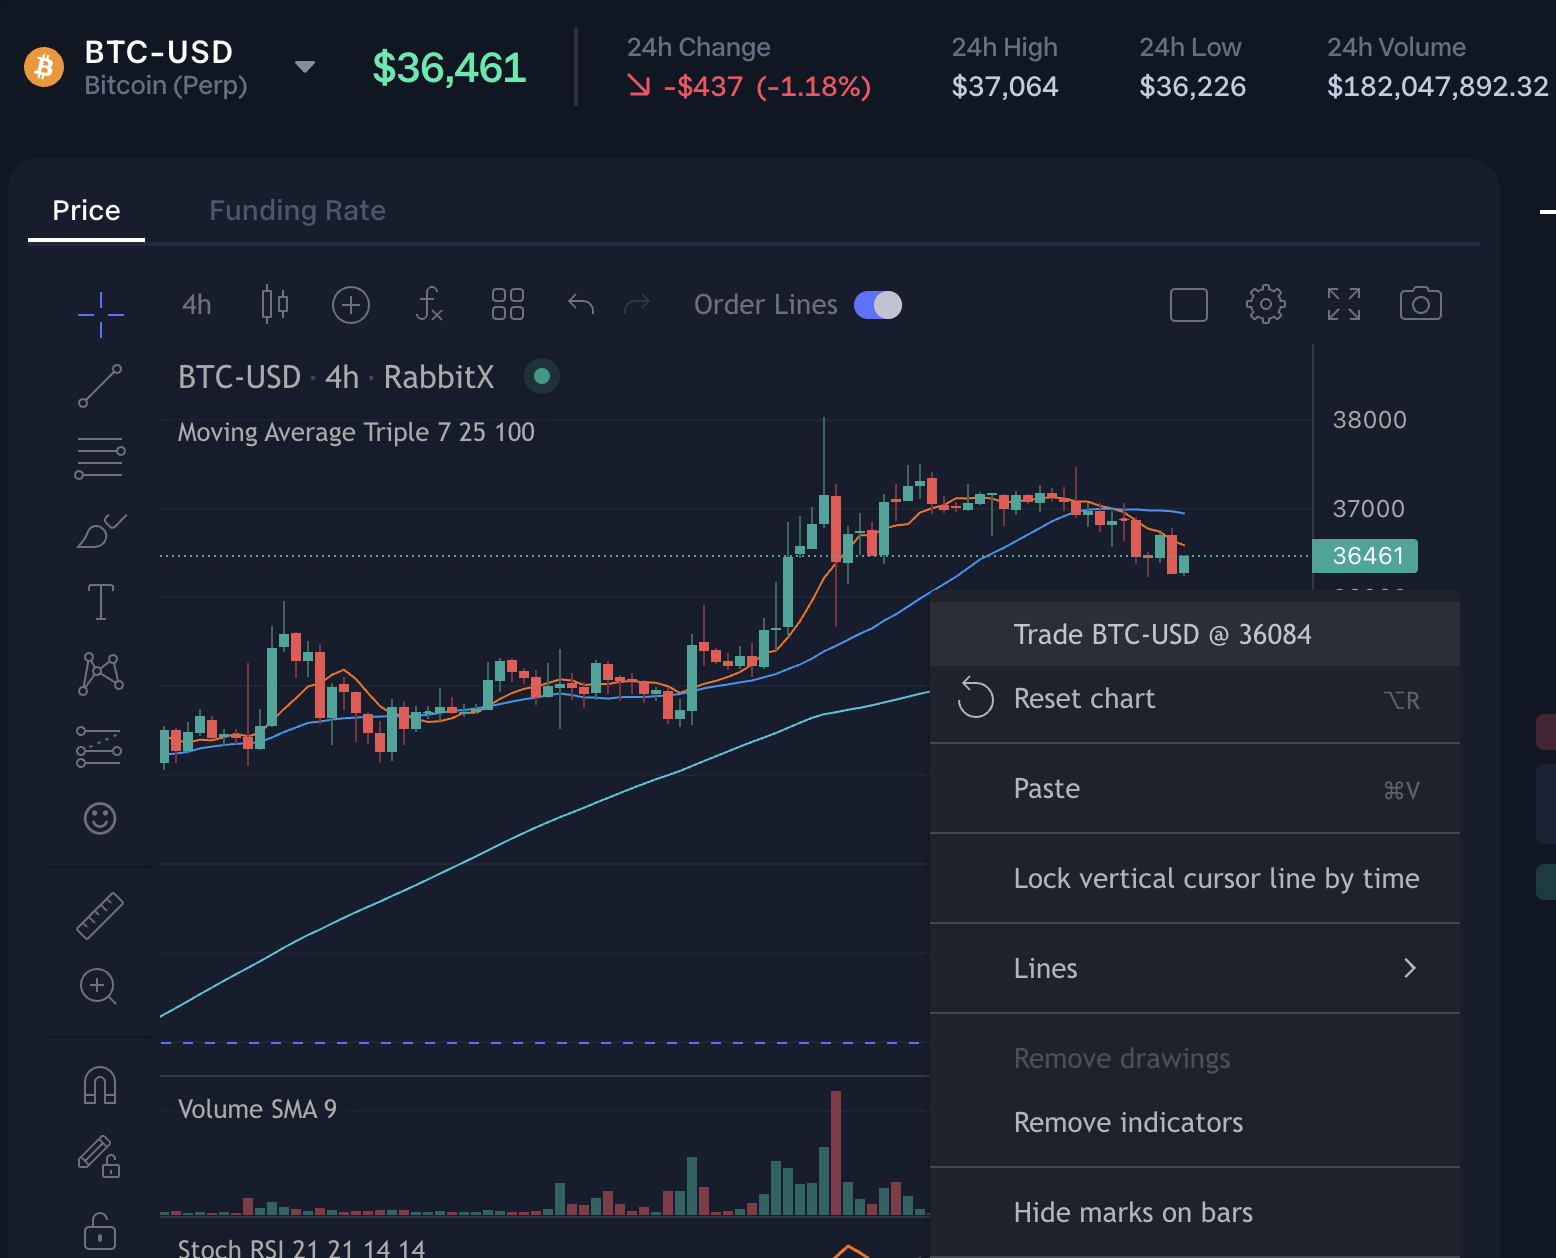 BTC-USD
Bitcoin (Perp)
$36,461
24h Change
-$437 (-1.18%)
24h High
$37,064
24h Low
$36,226
24h Volume
$182,047,892.32
Price
Funding Rate
4h
Order Lines
BTC-USD · 4h · RabbitX
Moving Average Triple 7 25 100
38000
37000
36461
Trade BTC-USD @ 36084
Reset chart ⌥R
Paste ⌘V
Lock vertical cursor line by time
Lines
Remove drawings
Remove indicators
Hide marks on bars
Volume SMA 9
Stoch RSI 21 21 14 14